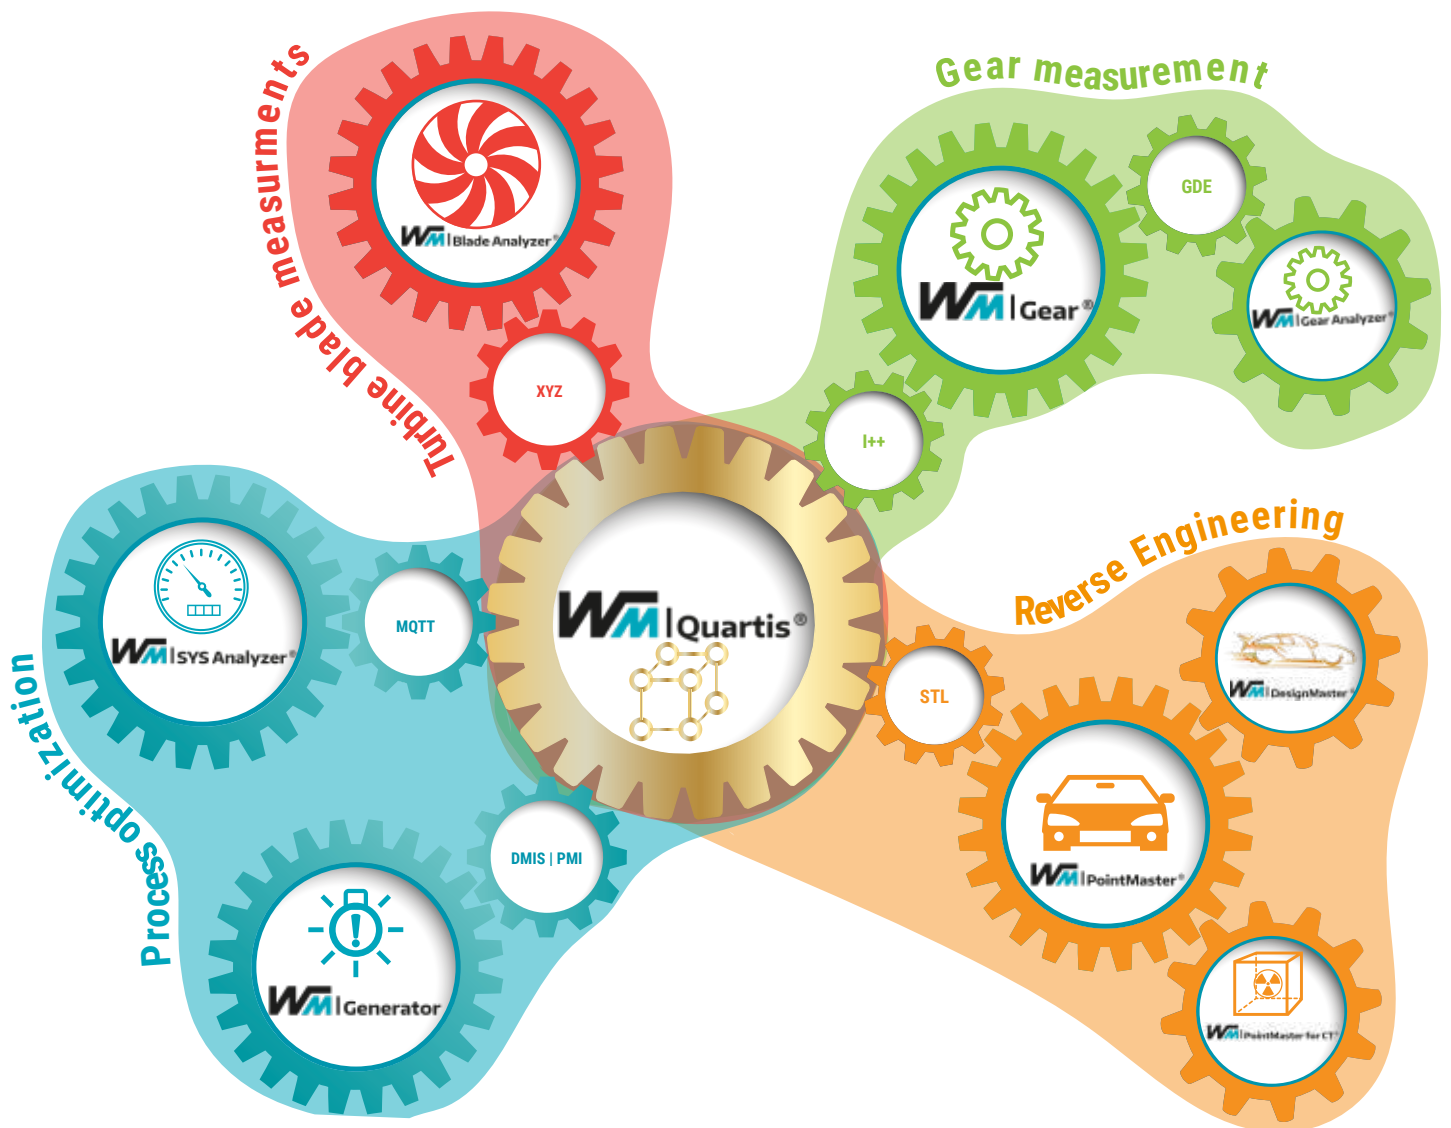 Turbine blade measurments
WM | Blade Analyzer®
XYZ
Gear measurement
WM | Gear®
GDE
WM | Gear Analyzer®
I++
Process optimization
WM | SYS Analyzer®
MQTT
WM | Quartis®
DMIS | PMI
WM | Generator
Reverse Engineering
STL
WM | DesignMaster®
WM | PointMaster®
WM | PointMaster for CT®